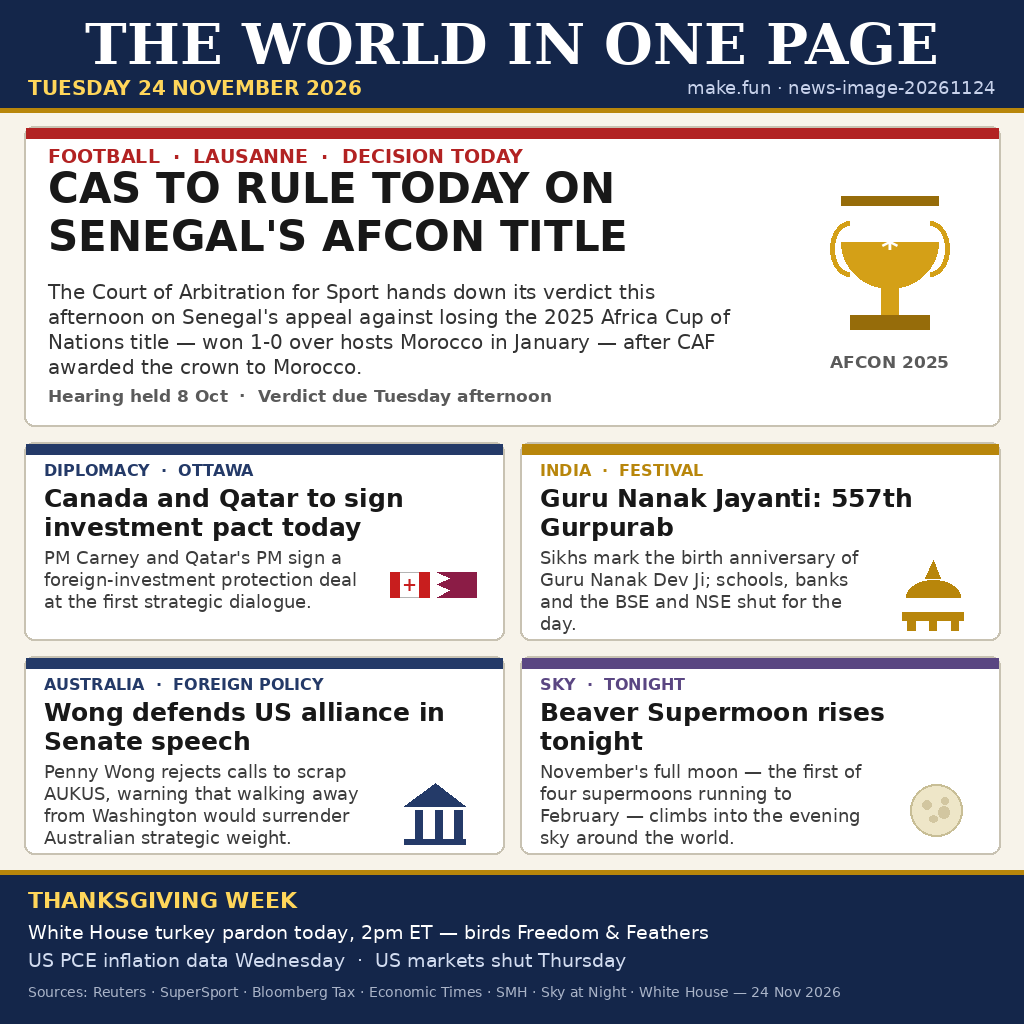 THE WORLD IN ONE PAGE
TUESDAY 24 NOVEMBER 2026
make.fun · news-image-20261124
FOOTBALL · LAUSANNE · DECISION TODAY
CAS TO RULE TODAY ON
SENEGAL'S AFCON TITLE
The Court of Arbitration for Sport hands down its verdict this
afternoon on Senegal's appeal against losing the 2025 Africa Cup of
Nations title — won 1-0 over hosts Morocco in January — after CAF
awarded the crown to Morocco.
Hearing held 8 Oct · Verdict due Tuesday afternoon
*
AFCON 2025
DIPLOMACY · OTTAWA
Canada and Qatar to sign
investment pact today
PM Carney and Qatar's PM sign a
foreign-investment protection deal
at the first strategic dialogue.
INDIA · FESTIVAL
Guru Nanak Jayanti: 557th
Gurpurab
Sikhs mark the birth anniversary of
Guru Nanak Dev Ji; schools, banks
and the BSE and NSE shut for the
day.
AUSTRALIA · FOREIGN POLICY
Wong defends US alliance in
Senate speech
Penny Wong rejects calls to scrap
AUKUS, warning that walking away
from Washington would surrender
Australian strategic weight.
SKY · TONIGHT
Beaver Supermoon rises
tonight
November's full moon — the first of
four supermoons running to
February — climbs into the evening
sky around the world.
THANKSGIVING WEEK
White House turkey pardon today, 2pm ET — birds Freedom & Feathers
US PCE inflation data Wednesday · US markets shut Thursday
Sources: Reuters · SuperSport · Bloomberg Tax · Economic Times · SMH · Sky at Night · White House — 24 Nov 2026